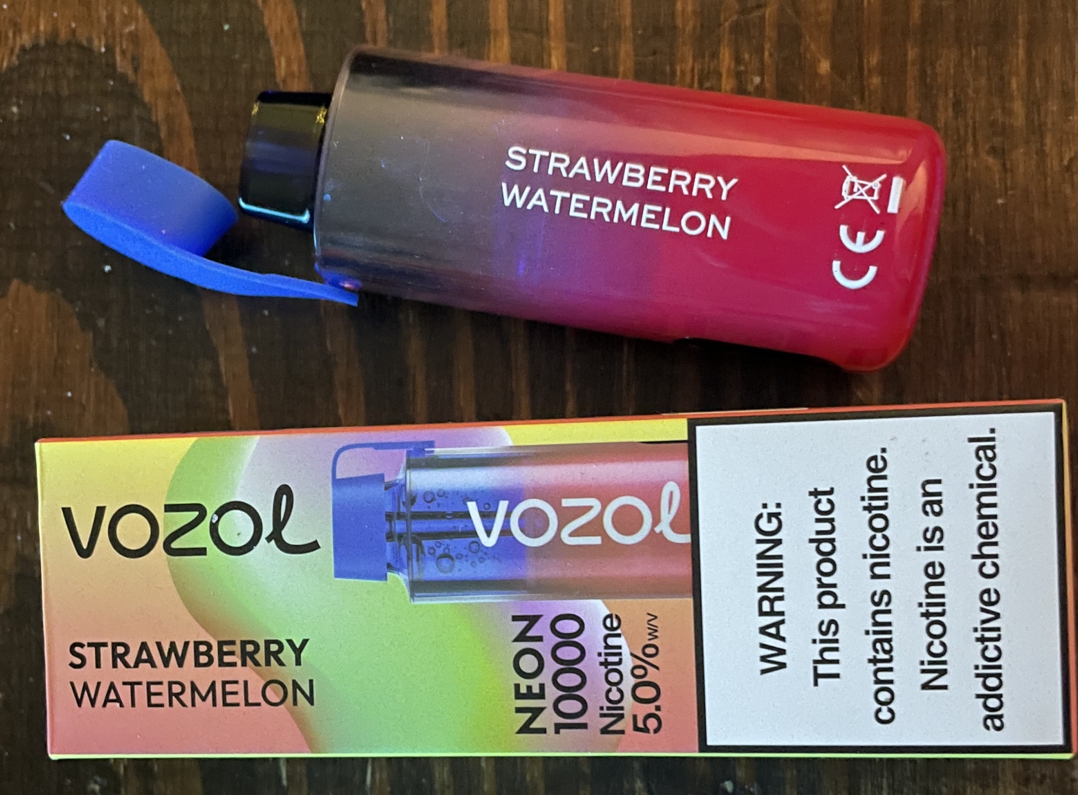 STRAWBERRY
WATERMELON
CE
VOZOL
STRAWBERRY
WATERMELON
VOZOL
NEON
10000
Nicotine
5.0%w/v
WARNING:
This product
contains nicotine.
Nicotine is an
addictive chemical.